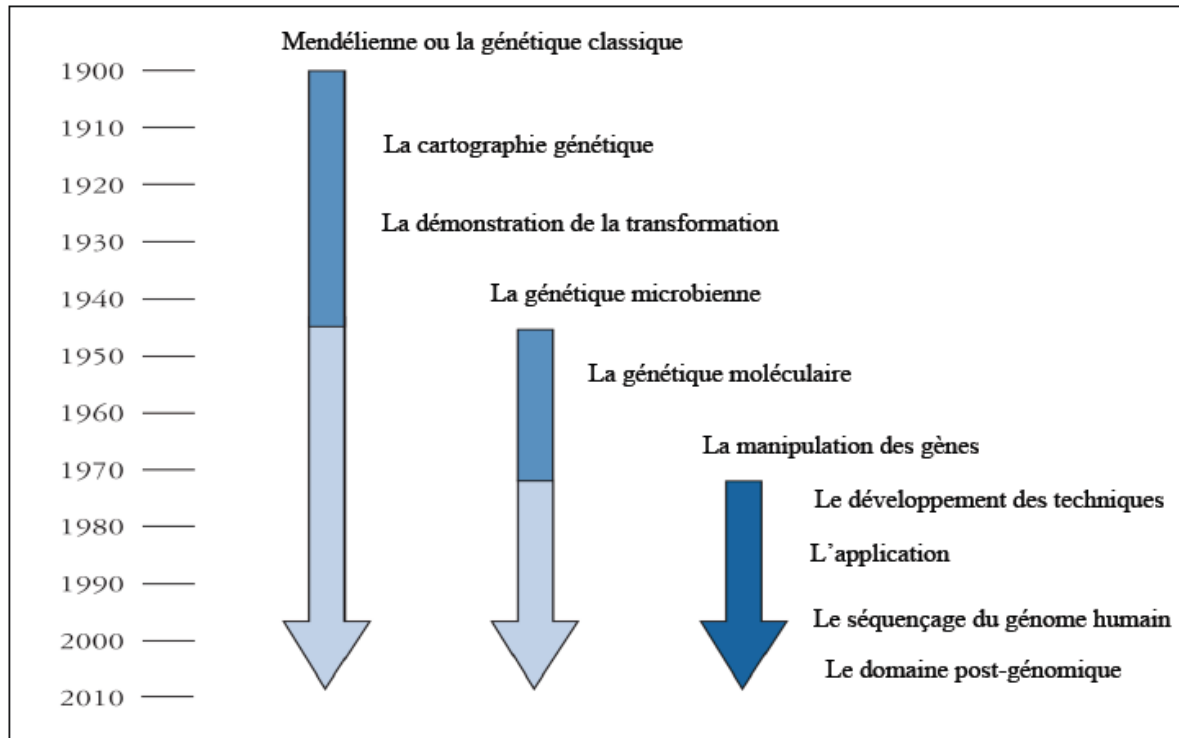 Mendélienne ou la génétique classique
1900
1910
La cartographie génétique
1920
La démonstration de la transformation
1930
La génétique microbienne
1940
1950
La génétique moléculaire
1960
La manipulation des gènes
1970
Le développement des techniques
1980
L’application
1990
Le séquençage du génome humain
2000
Le domaine post-génomique
2010